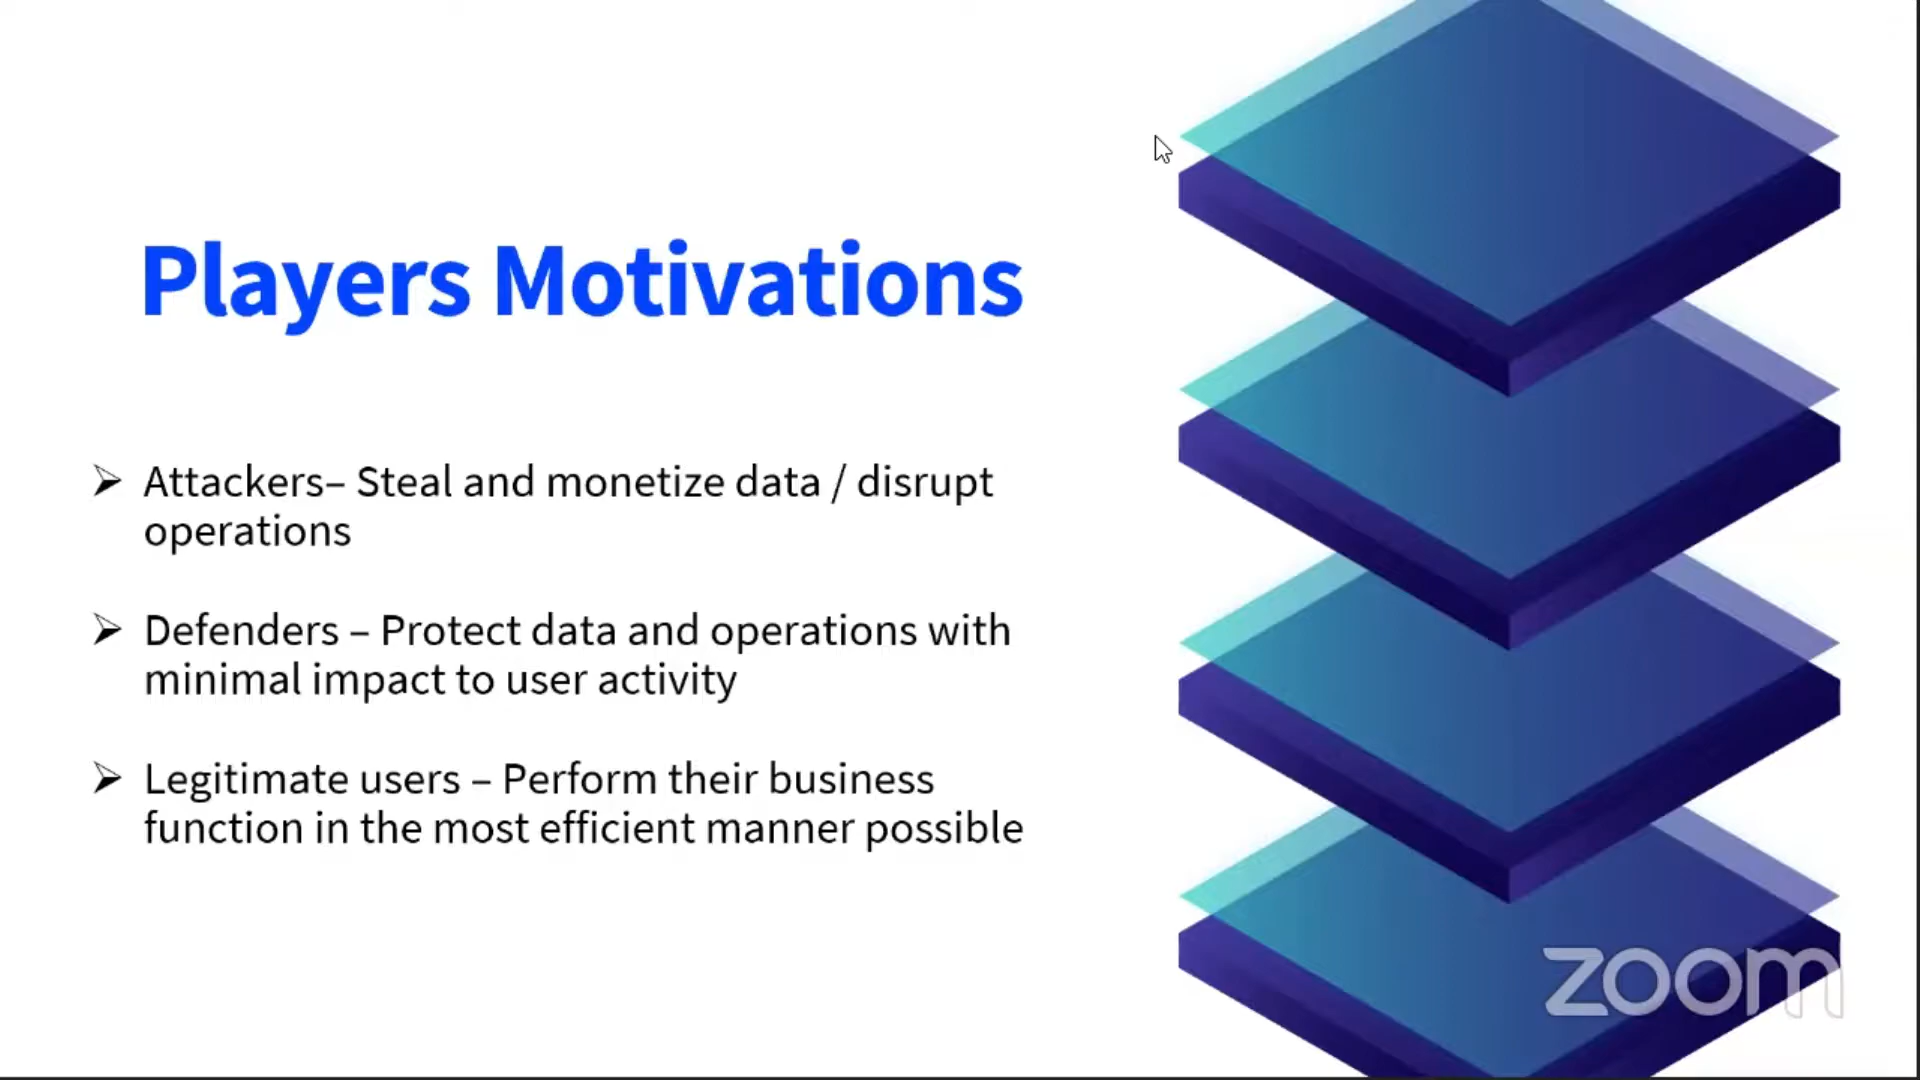 Players Motivations
➢ Attackers– Steal and monetize data / disrupt
operations
➢ Defenders – Protect data and operations with
minimal impact to user activity
➢ Legitimate users – Perform their business
function in the most efficient manner possible
zoom